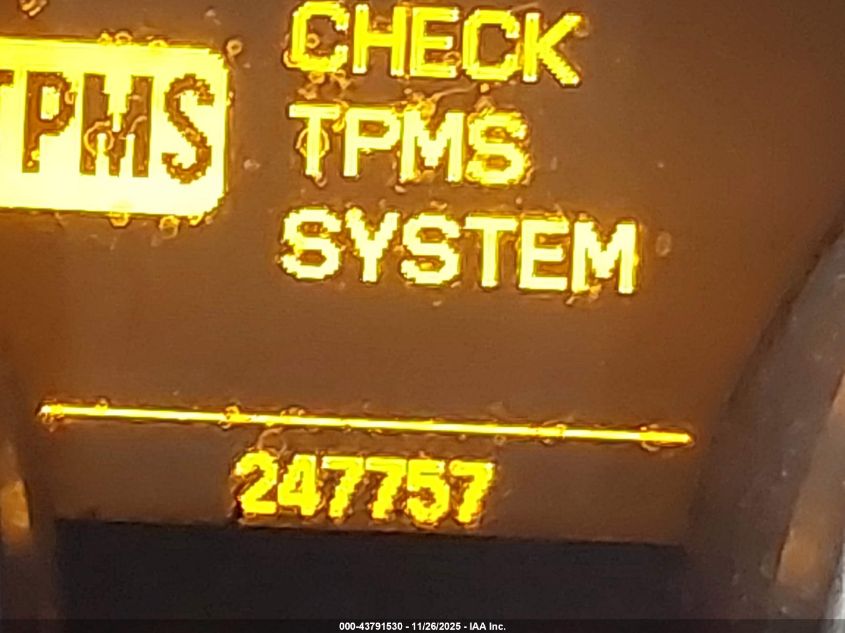 CHECK
TPMS
TPMS
SYSTEM
247757
000-43791530 - 11/26/2025 - IAA Inc.